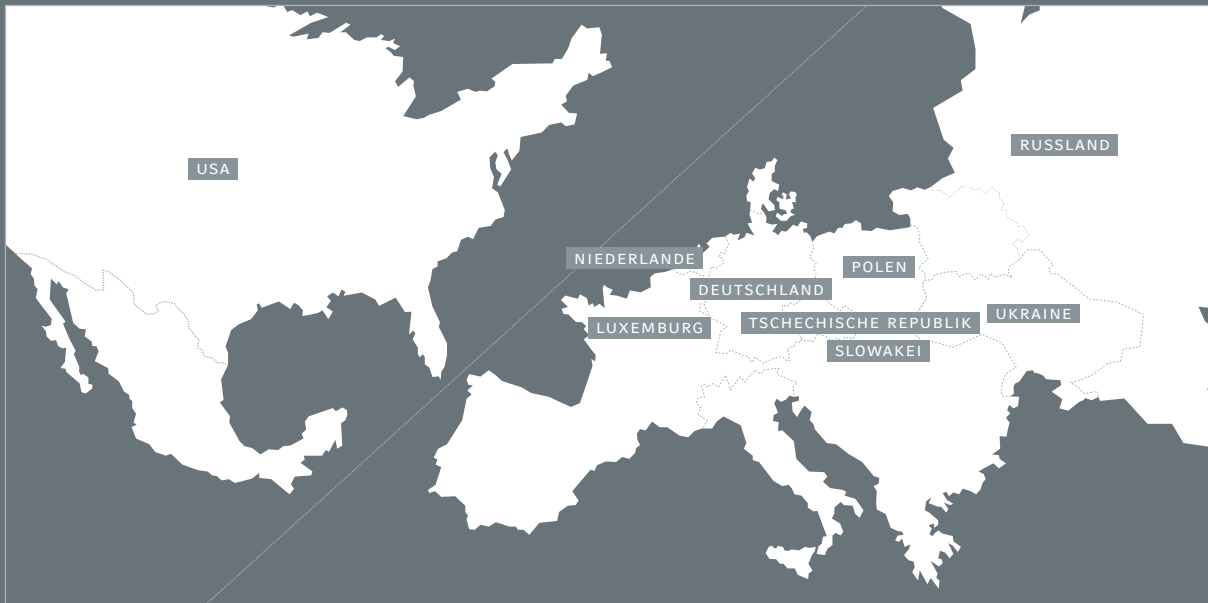 RUSSLAND
USA
NIEDERLANDE
POLEN
DEUTSCHLAND
UKRAINE
TSCHECHISCHE REPUBLIK
LUXEMBURG
SLOWAKEI